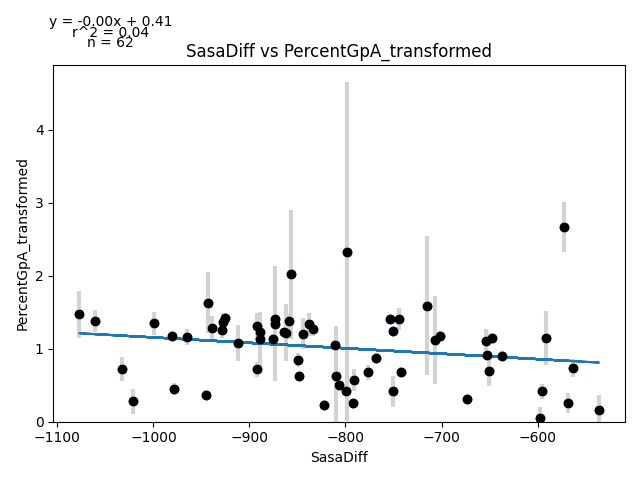 y = -0.00x + 0.41
r^2 = 0.04
n = 62
SasaDiff vs PercentGpA_transformed
PercentGpA_transformed
4
3
2
1
0
−1100
−1000
−900
−800
−700
−600
SasaDiff